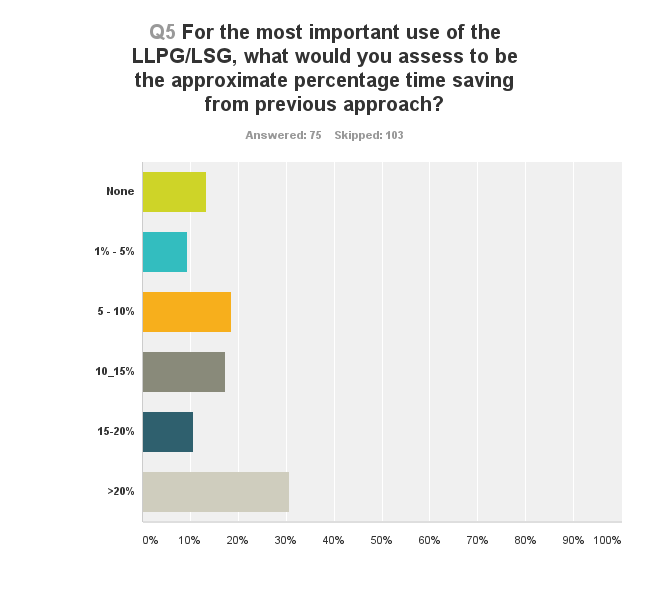 Q5 For the most important use of the
LLPG/LSG, what would you assess to be
the approximate percentage time saving
from previous approach?
Answered: 75 Skipped: 103
None
1% - 5%
5 - 10%
10_15%
15-20%
>20%
0% 10% 20% 30% 40% 50% 60% 70% 80% 90% 100%